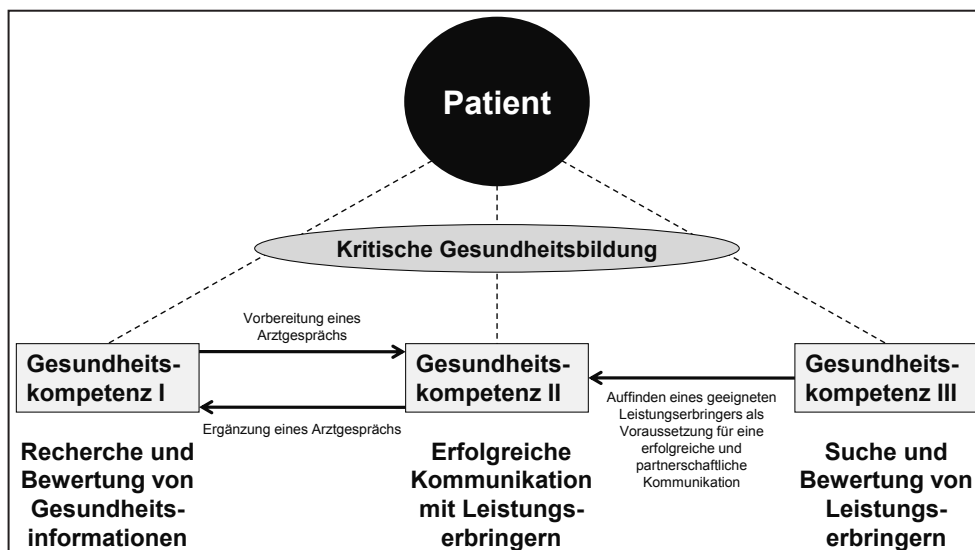 Patient
Kritische Gesundheitsbildung
Vorbereitung eines
Arztgesprächs
Gesundheits-
kompetenz I
Gesundheits-
kompetenz II
Gesundheits-
kompetenz III
Ergänzung eines Arztgesprächs
Auffinden eines geeigneten
Leistungserbringers als
Voraussetzung für eine
erfolgreiche und
partnerschaftliche
Kommunikation
Recherche und
Bewertung von
Gesundheits-
informationen
Erfolgreiche
Kommunikation
mit Leistungs-
erbringern
Suche und
Bewertung von
Leistungs-
erbringern